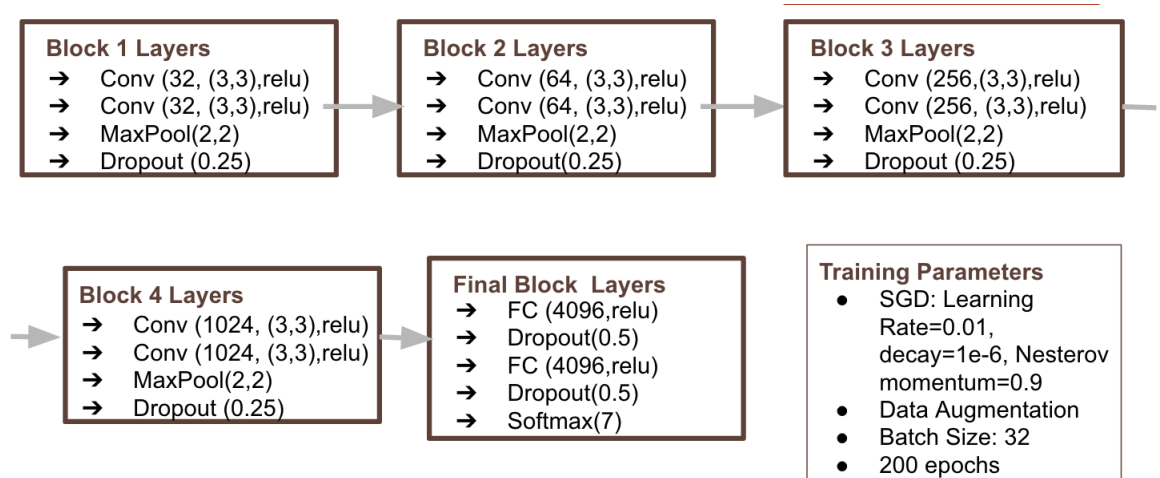 Block 1 Layers
➔ Conv (32, (3,3),relu)
➔ Conv (32, (3,3),relu)
➔ MaxPool(2,2)
➔ Dropout (0.25)
Block 2 Layers
➔ Conv (64, (3,3),relu)
➔ Conv (64, (3,3),relu)
➔ MaxPool(2,2)
➔ Dropout(0.25)
Block 3 Layers
➔ Conv (256,(3,3),relu)
➔ Conv (256, (3,3),relu)
➔ MaxPool(2,2)
➔ Dropout (0.25)
Block 4 Layers
➔ Conv (1024, (3,3),relu)
➔ Conv (1024, (3,3),relu)
➔ MaxPool(2,2)
➔ Dropout (0.25)
Final Block  Layers
➔ FC (4096,relu)
➔ Dropout(0.5)
➔ FC (4096,relu)
➔ Dropout(0.5)
➔ Softmax(7)
Training Parameters
● SGD: Learning
Rate=0.01,
decay=1e-6, Nesterov
momentum=0.9
● Data Augmentation
● Batch Size: 32
● 200 epochs